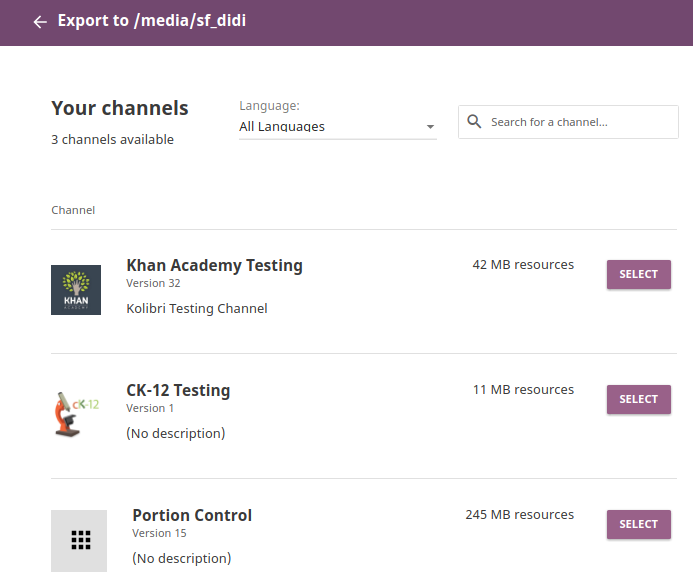 Export to /media/sf_didi
Your channels
3 channels available
Language:
All Languages
Search for a channel...
Channel
Khan Academy Testing
Version 32
Kolibri Testing Channel
42 MB resources
SELECT
KHAN
ACADEMY
CK-12 Testing
Version 1
(No description)
11 MB resources
SELECT
CK-12
Portion Control
Version 15
(No description)
245 MB resources
SELECT